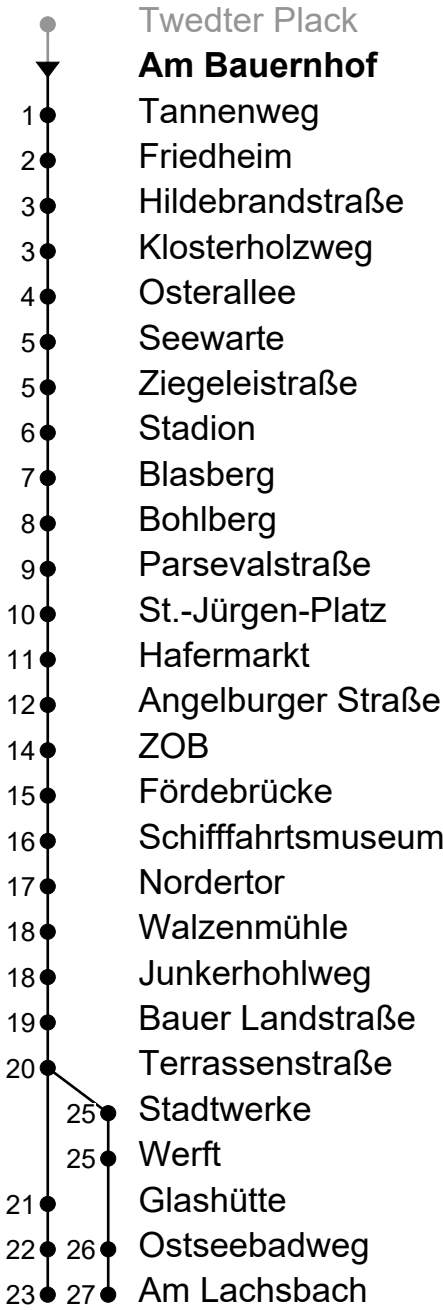 Twedter Plack
Am Bauernhof
1 Tannenweg
2 Friedheim
3 Hildebrandstraße
3 Klosterholzweg
4 Osterallee
5 Seewarte
5 Ziegeleistraße
6 Stadion
7 Blasberg
8 Bohlberg
9 Parsevalstraße
10 St.-Jürgen-Platz
11 Hafermarkt
12 Angelburger Straße
14 ZOB
15 Fördebrücke
16 Schifffahrtsmuseum
17 Nordertor
18 Walzenmühle
18 Junkerhohlweg
19 Bauer Landstraße
20 Terrassenstraße
25 Stadtwerke
25 Werft
21 Glashütte
22 26 Ostseebadweg
23 27 Am Lachsbach